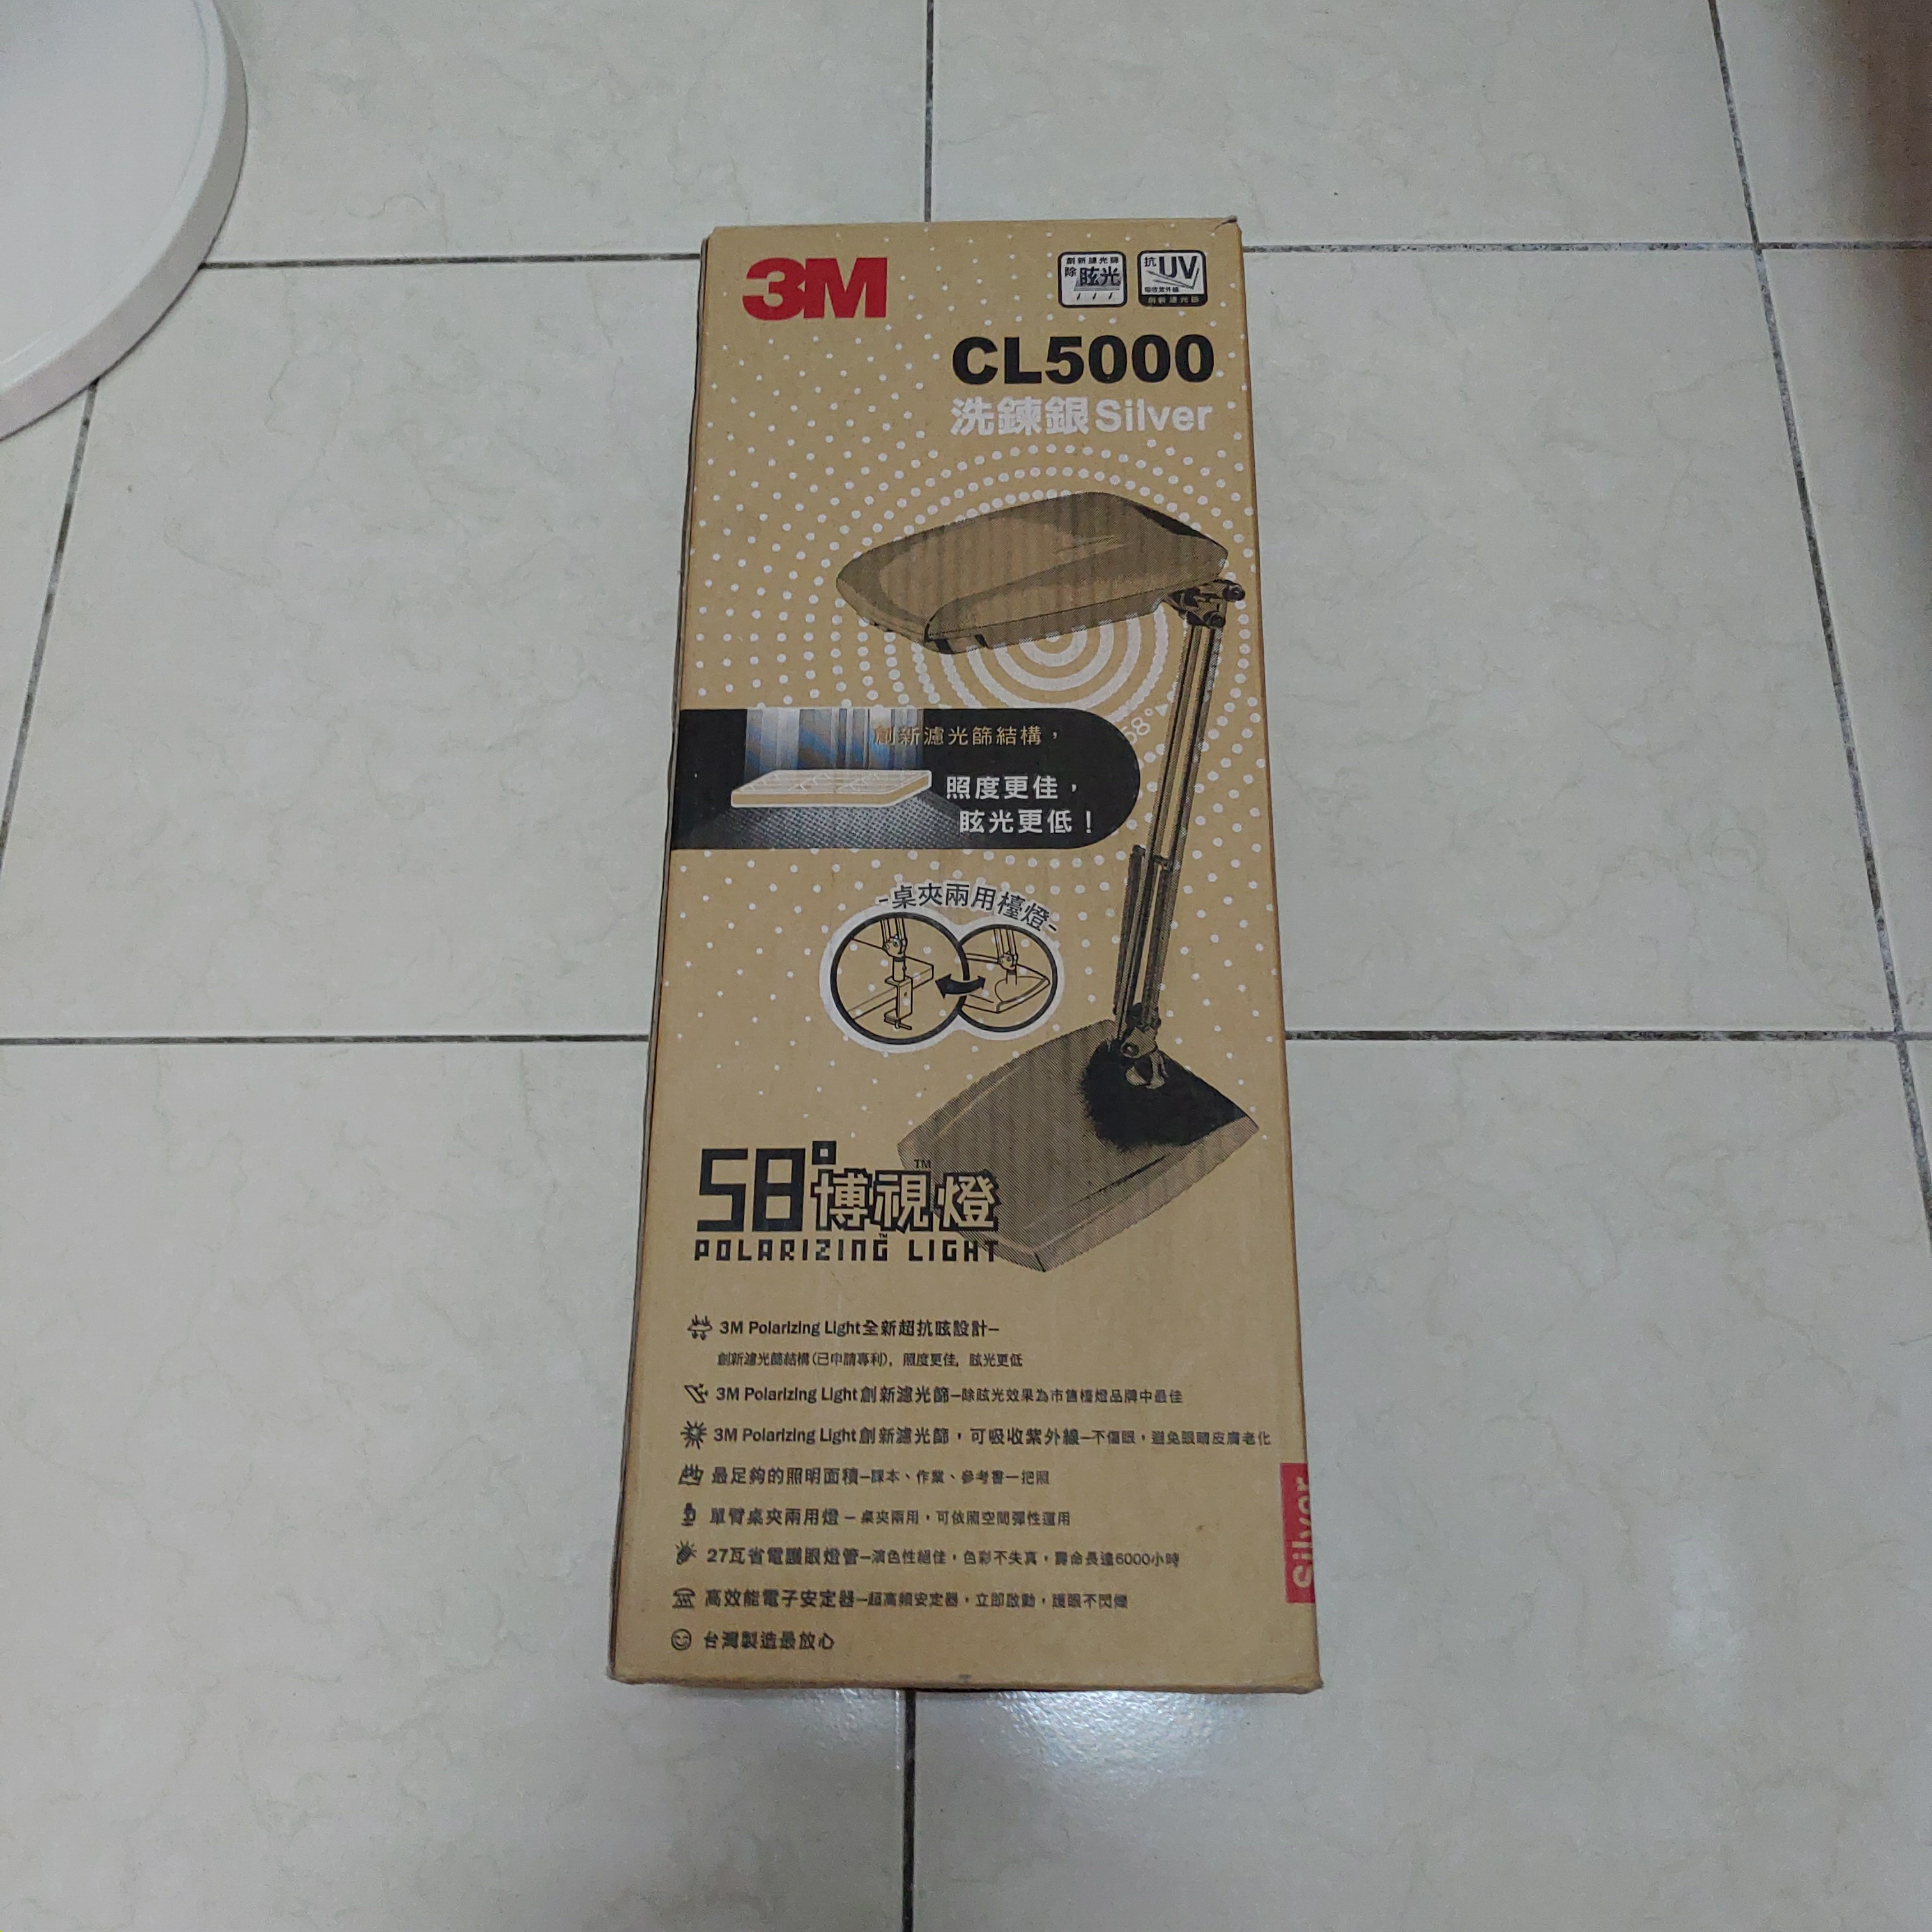 3M
創新濾光篩
除眩光
抗UV
吸收紫外線
創新濾光篩
CL5000
洗鍊銀Silver
58°
創新濾光篩結構，
照度更佳，
眩光更低！
-桌夾兩用檯燈-
58°博視燈™
POLARIZING™ LIGHT
3M Polarizing Light全新超抗眩設計–
創新濾光篩結構(已申請專利)，照度更佳，眩光更低
3M Polarizing Light創新濾光篩–除眩光效果為市售檯燈品牌中最佳
3M Polarizing Light創新濾光篩，可吸收紫外線–不傷眼，避免眼睛皮膚老化
最足夠的照明面積–課本、作業、參考書一把照
單臂桌夾兩用燈–桌夾兩用，可依照空間彈性運用
27瓦省電護眼燈管–演色性絕佳，色彩不失真，壽命長達6000小時
高效能電子安定器–超高頻安定器，立即啟動，護眼不閃爍
台灣製造最放心
Silver